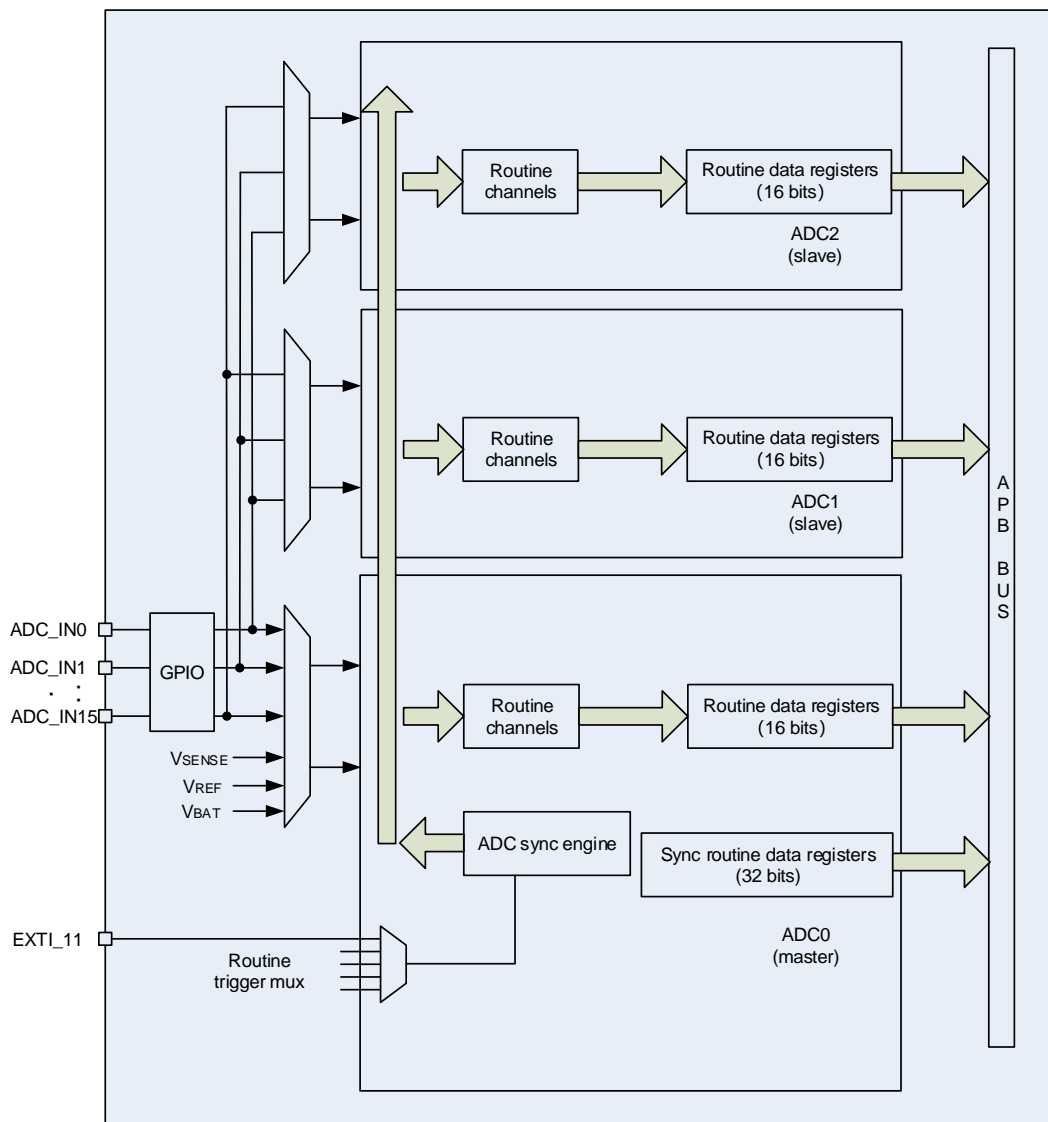 Routine
channels
Routine data registers
(16 bits)
ADC2
(slave)
Routine
channels
Routine data registers
(16 bits)
ADC1
(slave)
APB BUS
ADC_IN0
ADC_IN1
. .
.
ADC_IN15
GPIO
VSENSE
VREF
VBAT
Routine
channels
Routine data registers
(16 bits)
ADC sync engine
Sync routine data registers
(32 bits)
EXTI_11
Routine
trigger mux
ADC0
(master)